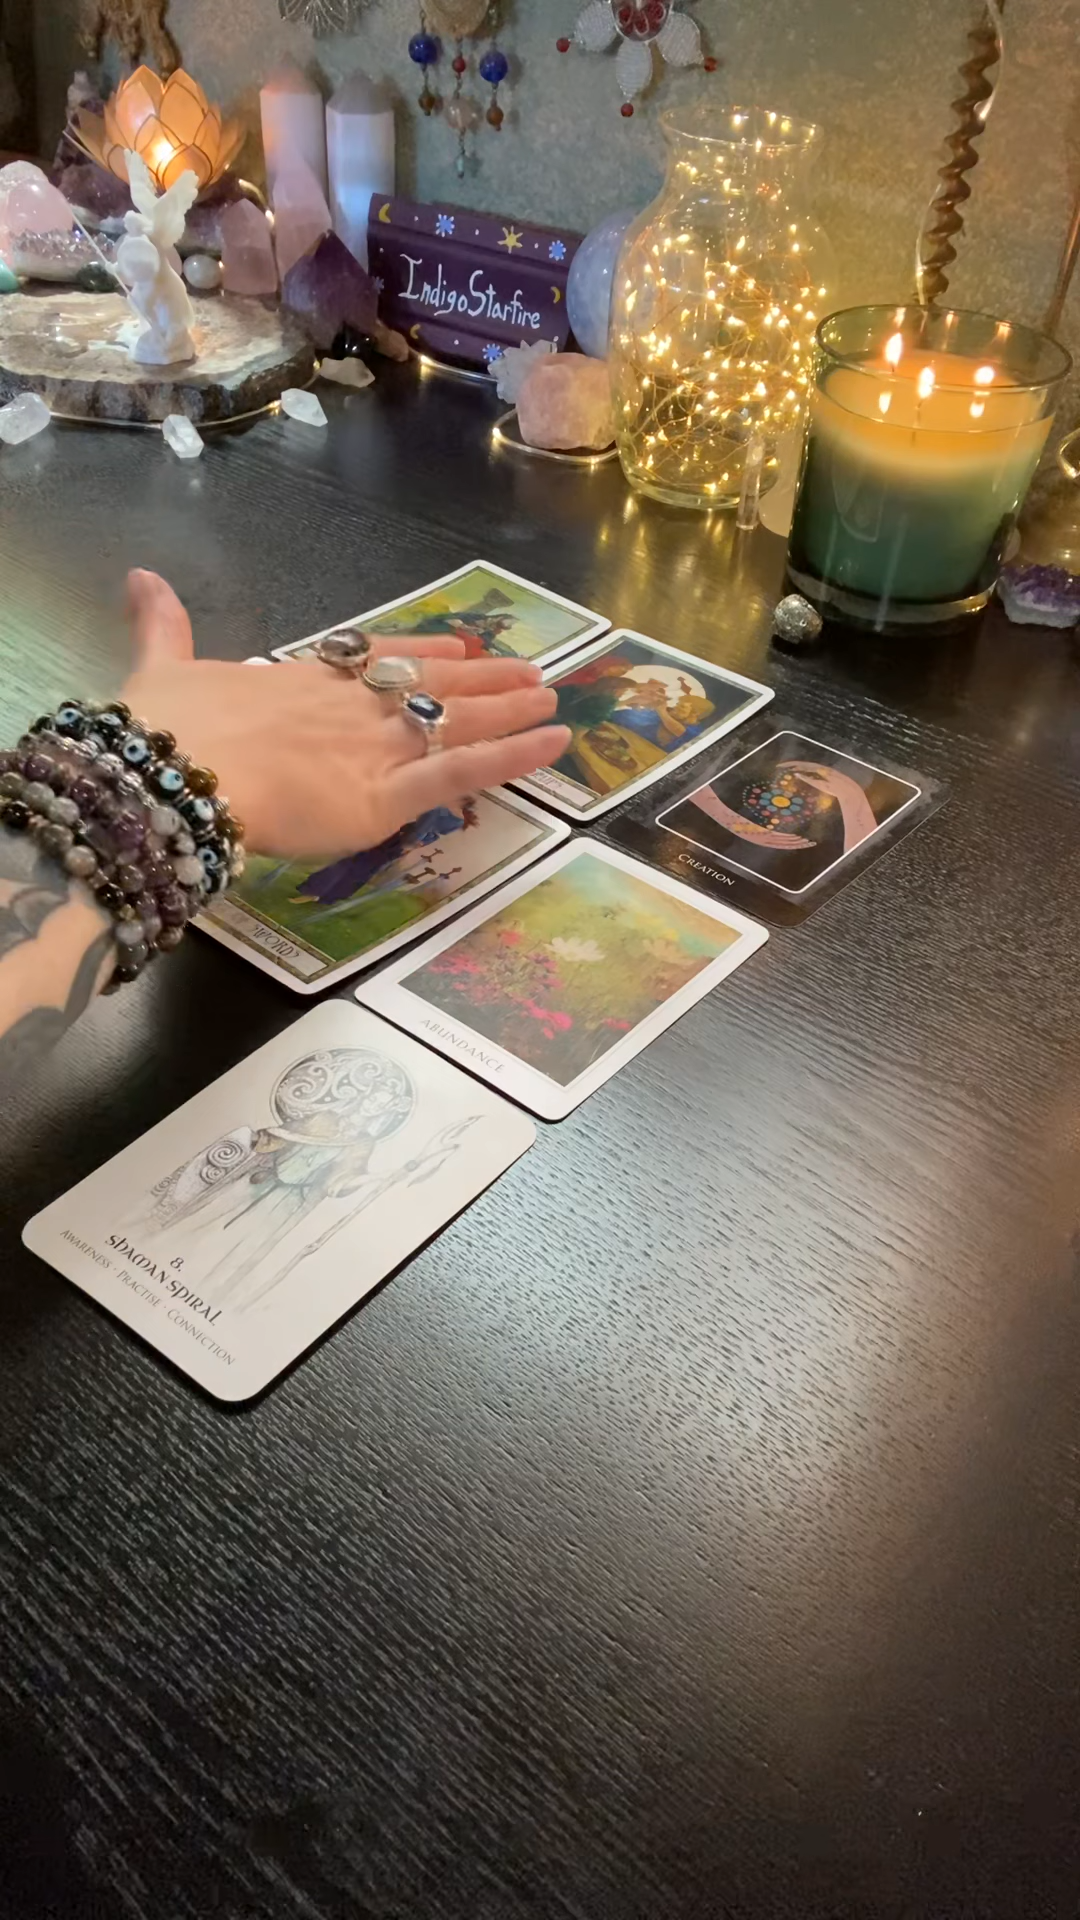 IndigoStarfire
CREATION
ABUNDANCE
8.
SHAMAN SPIRAL
AWARENESS · PRACTISE · CONNECTION